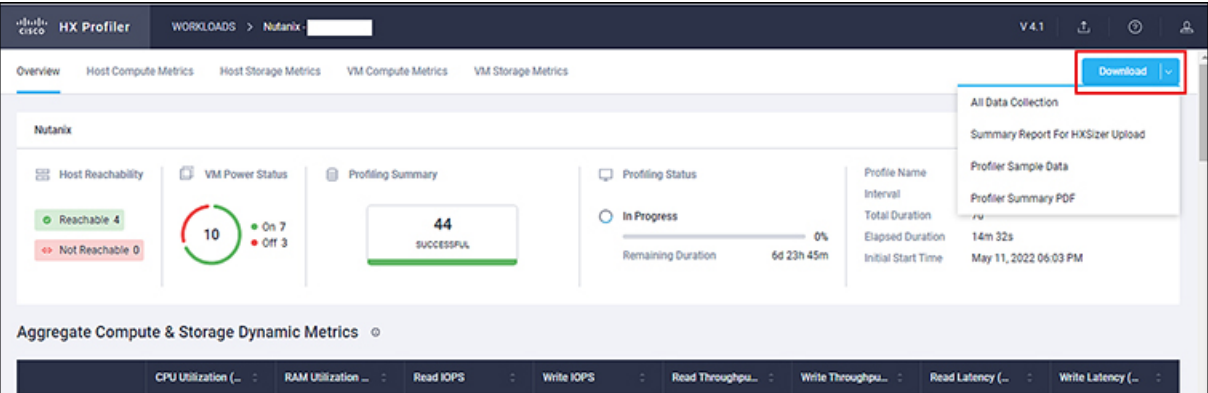 cisco HX Profiler WORKLOADS > Nutanix - V 4.1
Overview Host Compute Metrics Host Storage Metrics VM Compute Metrics VM Storage Metrics Download
All Data Collection
Summary Report For HXSizer Upload
Profiler Sample Data
Profiler Summary PDF
Nutanix
Host Reachability
Reachable 4
Not Reachable 0
VM Power Status
10
On 7
Off 3
Profiling Summary
44
SUCCESSFUL
Profiling Status
In Progress
0%
Remaining Duration 6d 23h 45m
Profile Name
Interval
Total Duration
Elapsed Duration 14m 32s
Initial Start Time May 11, 2022 06:03 PM
Aggregate Compute & Storage Dynamic Metrics
CPU Utilization (... RAM Utilization ... Read IOPS Write IOPS Read Throughpu... Write Throughpu... Read Latency (... Write Latency (...